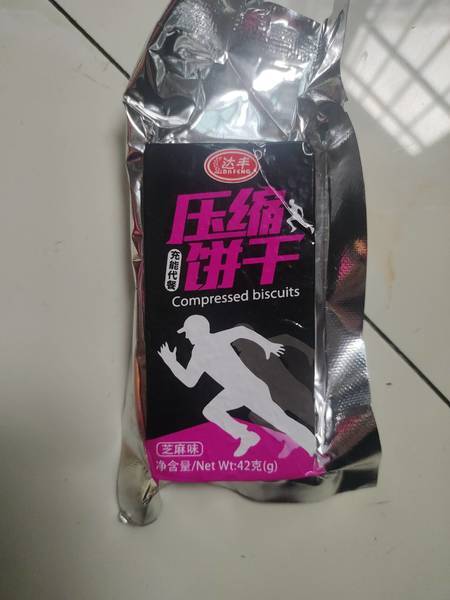 达丰
DAFENG
压缩
饼干
充能代餐
Compressed biscuits
芝麻味
净含量/Net Wt:42克(g)